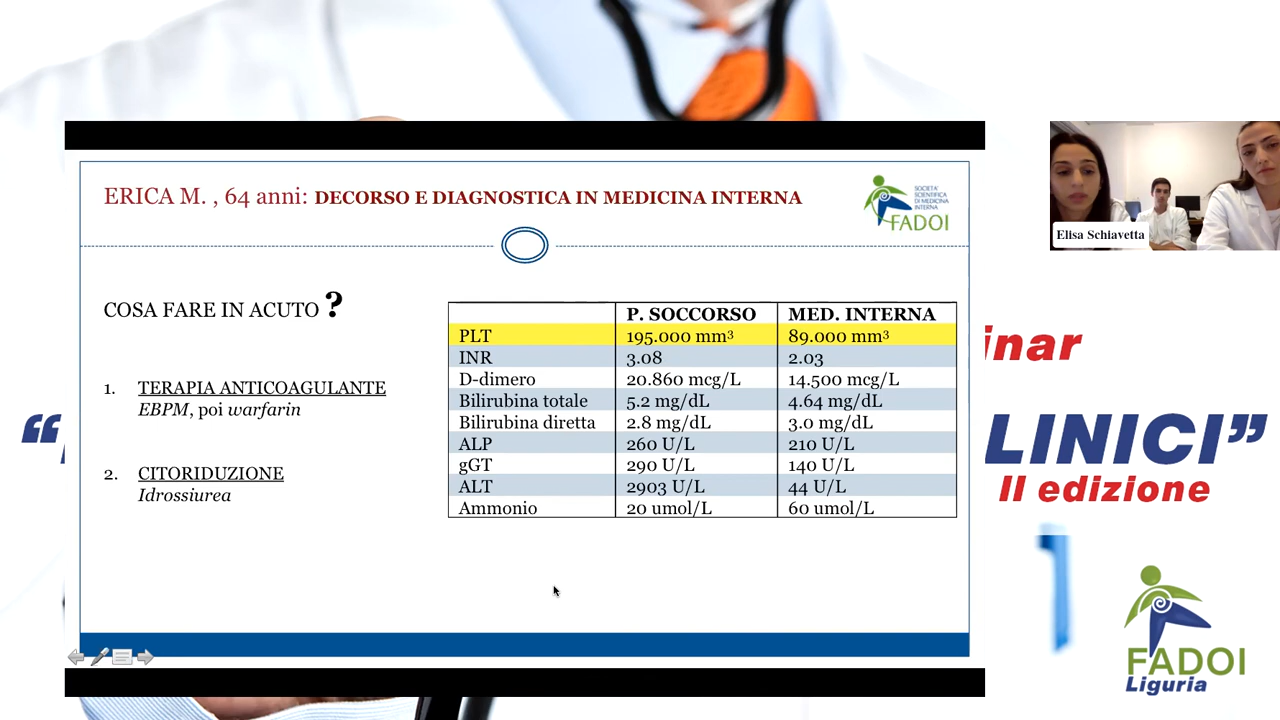 ERICA M. , 64 anni: DECORSO E DIAGNOSTICA IN MEDICINA INTERNA
SOCIETA'
SCIENTIFICA
DI MEDICINA
INTERNA
FADOI
COSA FARE IN ACUTO ?
1. TERAPIA ANTICOAGULANTE
EBPM, poi warfarin
2. CITORIDUZIONE
Idrossiurea
P. SOCCORSO MED. INTERNA
PLT 195.000 mm³ 89.000 mm³
INR 3.08 2.03
D-dimero 20.860 mcg/L 14.500 mcg/L
Bilirubina totale 5.2 mg/dL 4.64 mg/dL
Bilirubina diretta 2.8 mg/dL 3.0 mg/dL
ALP 260 U/L 210 U/L
gGT 290 U/L 140 U/L
ALT 2903 U/L 44 U/L
Ammonio 20 umol/L 60 umol/L
Elisa Schiavetta
inar
“
LINICI”
II edizione
FADOI
Liguria